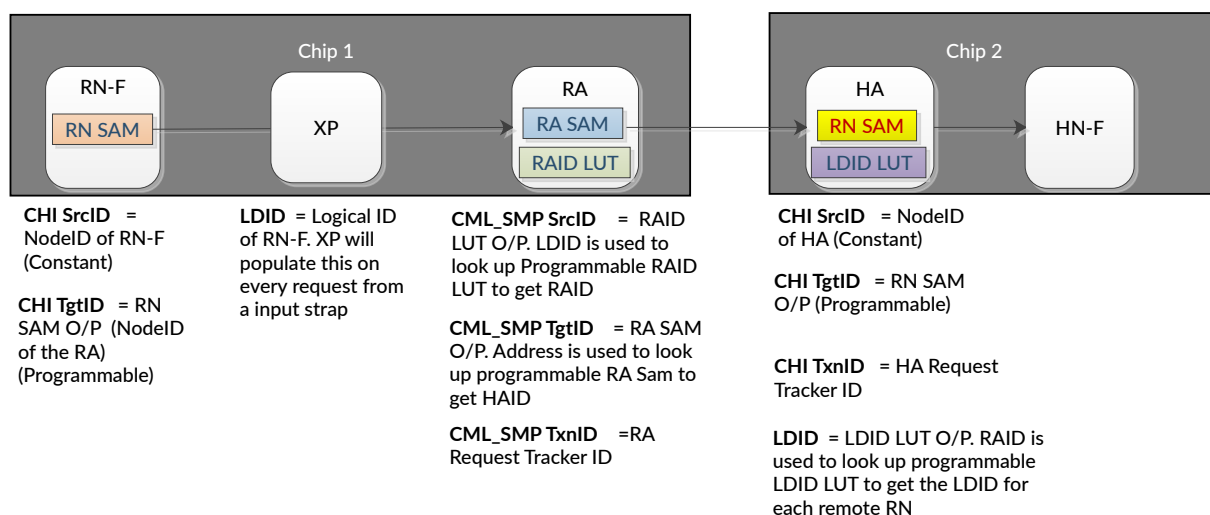 Chip 1
RN-F
RN SAM
XP
RA
RA SAM
RAID LUT
Chip 2
HA
RN SAM
LDID LUT
HN-F
CHI SrcID =
NodeID of RN-F
(Constant)
CHI TgtID = RN
SAM O/P (NodeID
of the RA)
(Programmable)
LDID = Logical ID
of RN-F. XP will
populate this on
every request from
a input strap
CML_SMP SrcID = RAID
LUT O/P. LDID is used to
look up Programmable RAID
LUT to get RAID
CML_SMP TgtID = RA SAM
O/P. Address is used to look
up programmable RA Sam to
get HAID
CML_SMP TxnID =RA
Request Tracker ID
CHI SrcID = NodeID
of HA (Constant)
CHI TgtID = RN SAM
O/P (Programmable)
CHI TxnID = HA Request
Tracker ID
LDID = LDID LUT O/P. RAID is
used to look up programmable
LDID LUT to get the LDID for
each remote RN